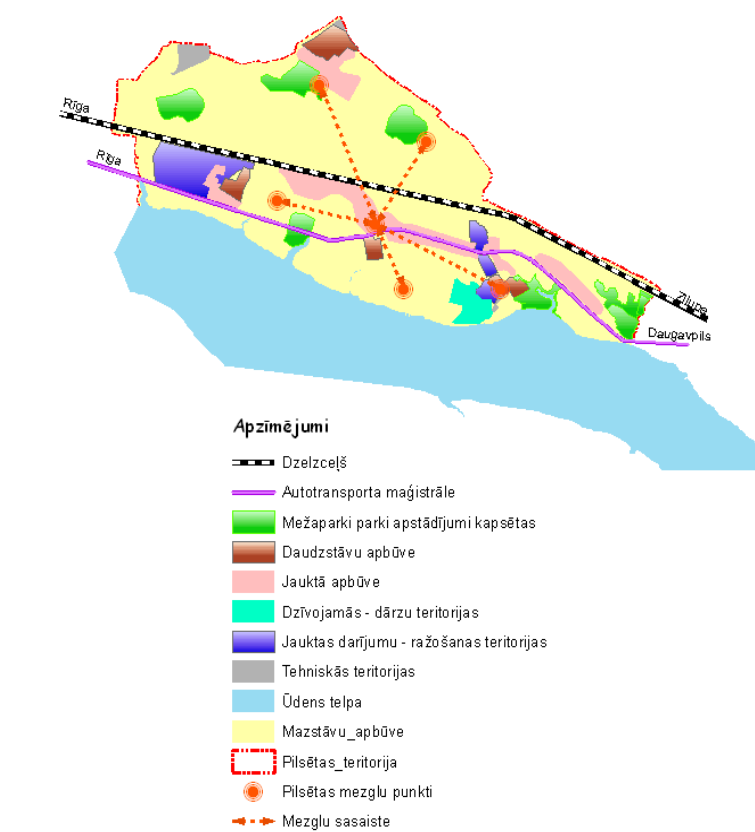 Rīga
Rīga
Zilupe
Daugavpils
Apzīmējumi
Dzelzceļš
Autotransporta maģistrāle
Mežaparki parki apstādījumi kapsētas
Daudzstāvu apbūve
Jauktā apbūve
Dzīvojamās - dārzu teritorijas
Jauktas darījumu - ražošanas teritorijas
Tehniskās teritorijas
Ūdens telpa
Mazstāvu_apbūve
Pilsētas_teritorija
Pilsētas mezglu punkti
Mezglu sasaiste